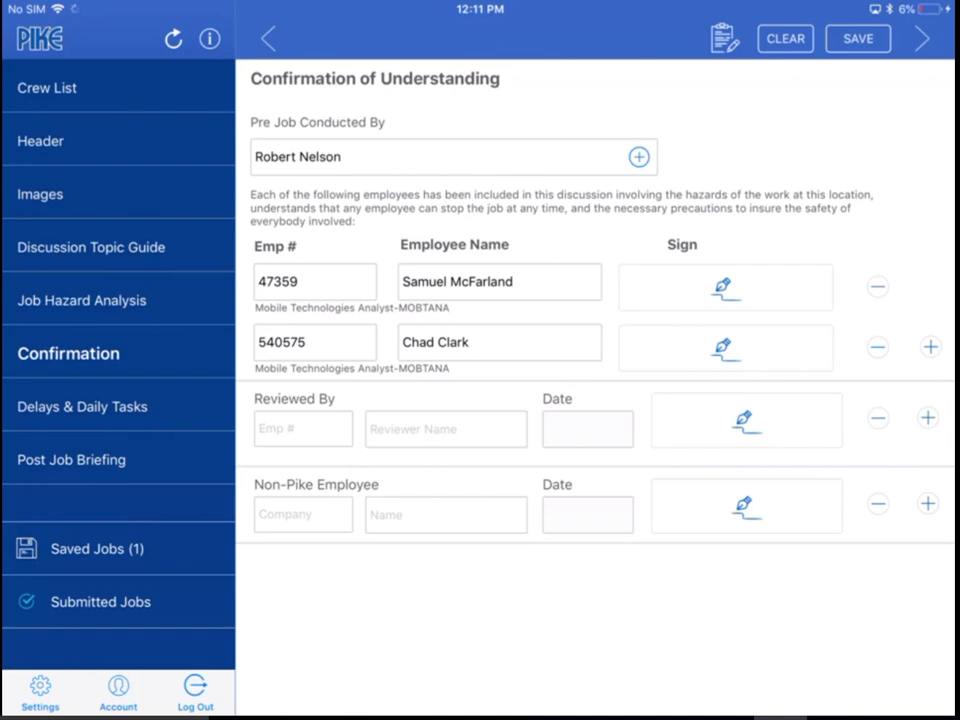 No SIM 12:11 PM 6%
PIKE CLEAR SAVE
Crew List
Header
Images
Discussion Topic Guide
Job Hazard Analysis
Confirmation
Delays & Daily Tasks
Post Job Briefing
Saved Jobs (1)
Submitted Jobs
Settings Account Log Out
Confirmation of Understanding
Pre Job Conducted By
Robert Nelson
Each of the following employees has been included in this discussion involving the hazards of the work at this location,
understands that any employee can stop the job at any time, and the necessary precautions to insure the safety of
everybody involved:
Emp # Employee Name Sign
47359 Samuel McFarland
Mobile Technologies Analyst-MOBTANA
540575 Chad Clark
Mobile Technologies Analyst-MOBTANA
Reviewed By Date
Emp # Reviewer Name
Non-Pike Employee Date
Company Name